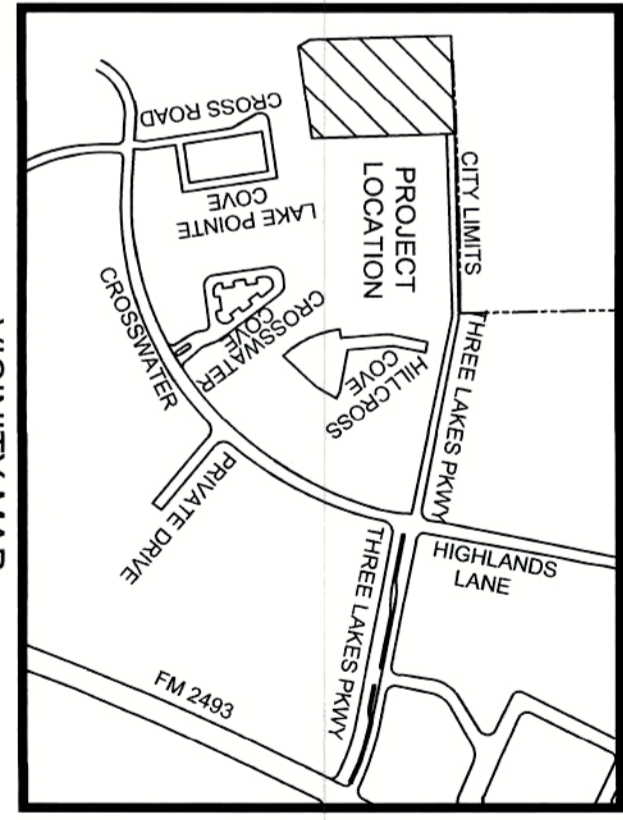 CROSS ROAD
LAKE POINTE
COVE
PROJECT
LOCATION
CITY LIMITS
CROSSWATER
CROSSWATER
COVE
HILLCROSS
COVE
THREE LAKES PKWY
PRIVATE DRIVE
HIGHLANDS
LANE
THREE LAKES PKWY
FM 2493